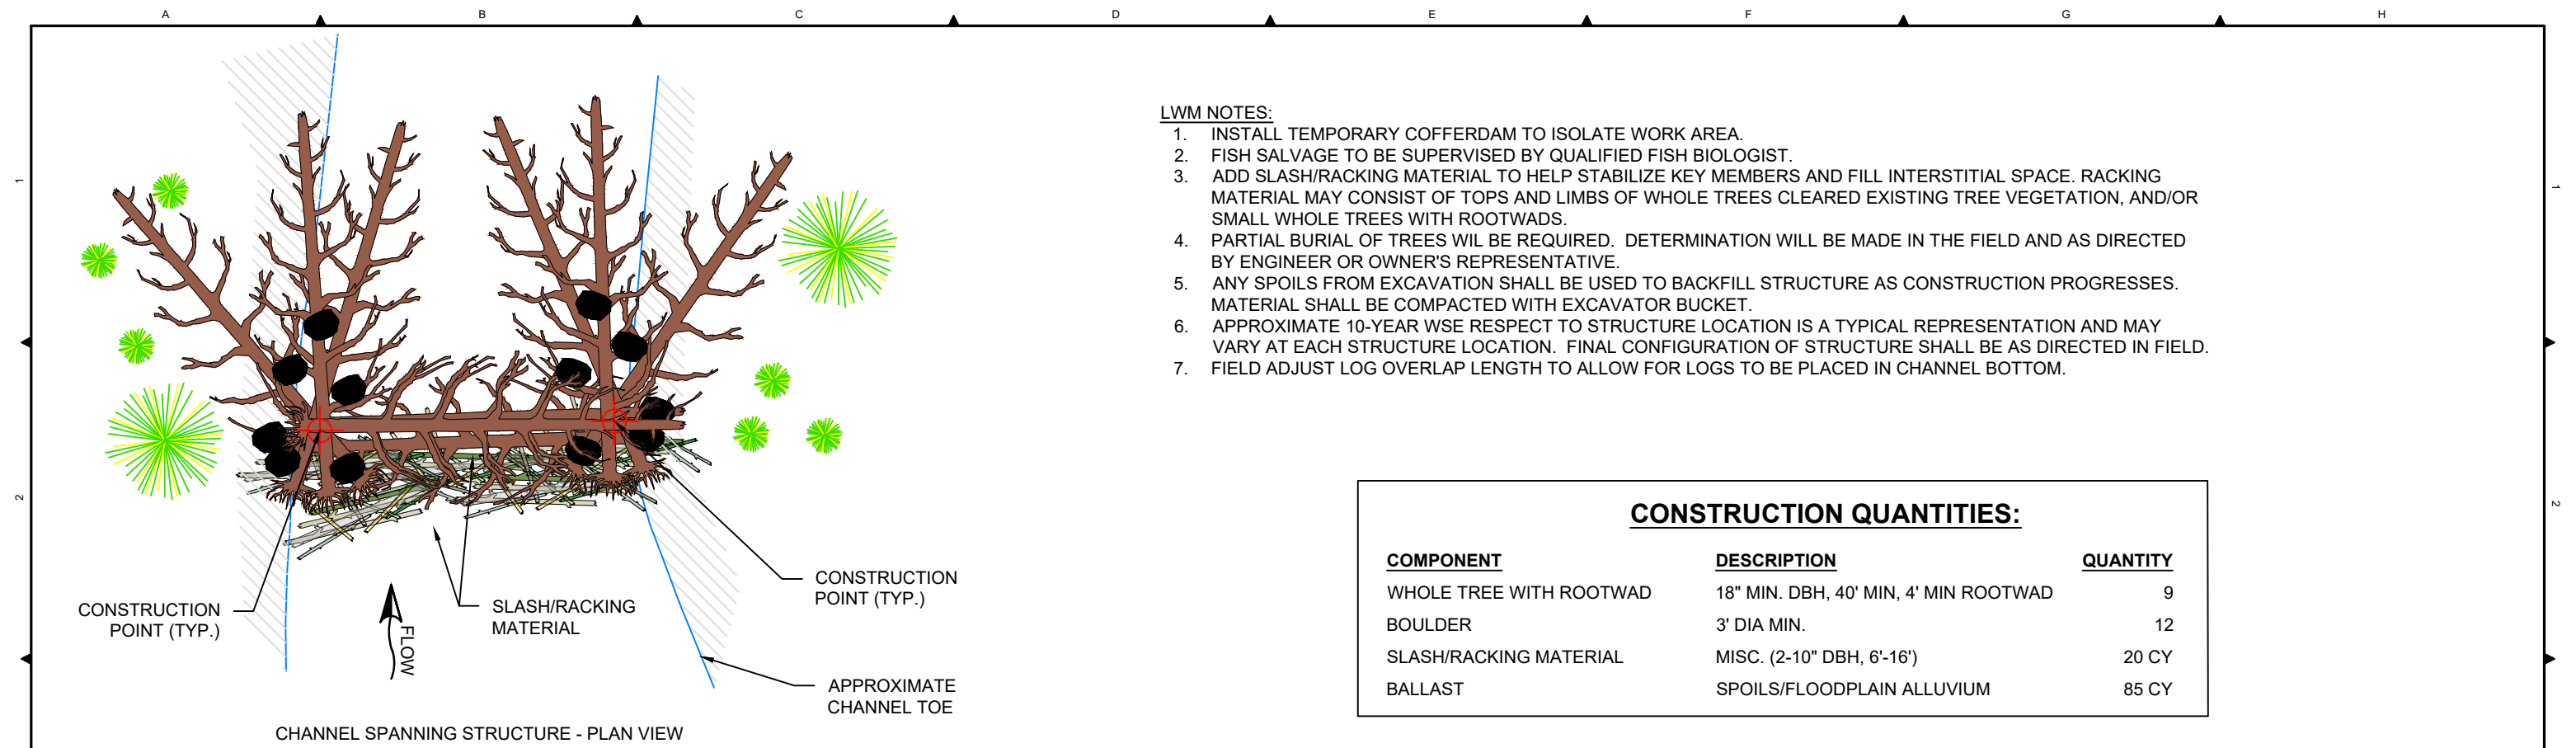 A B C D E F G H
1 1
2 2
LWM NOTES:
1. INSTALL TEMPORARY COFFERDAM TO ISOLATE WORK AREA.
2. FISH SALVAGE TO BE SUPERVISED BY QUALIFIED FISH BIOLOGIST.
3. ADD SLASH/RACKING MATERIAL TO HELP STABILIZE KEY MEMBERS AND FILL INTERSTITIAL SPACE. RACKING
MATERIAL MAY CONSIST OF TOPS AND LIMBS OF WHOLE TREES CLEARED EXISTING TREE VEGETATION, AND/OR
SMALL WHOLE TREES WITH ROOTWADS.
4. PARTIAL BURIAL OF TREES WIL BE REQUIRED. DETERMINATION WILL BE MADE IN THE FIELD AND AS DIRECTED
BY ENGINEER OR OWNER'S REPRESENTATIVE.
5. ANY SPOILS FROM EXCAVATION SHALL BE USED TO BACKFILL STRUCTURE AS CONSTRUCTION PROGRESSES.
MATERIAL SHALL BE COMPACTED WITH EXCAVATOR BUCKET.
6. APPROXIMATE 10-YEAR WSE RESPECT TO STRUCTURE LOCATION IS A TYPICAL REPRESENTATION AND MAY
VARY AT EACH STRUCTURE LOCATION. FINAL CONFIGURATION OF STRUCTURE SHALL BE AS DIRECTED IN FIELD.
7. FIELD ADJUST LOG OVERLAP LENGTH TO ALLOW FOR LOGS TO BE PLACED IN CHANNEL BOTTOM.
CONSTRUCTION
POINT (TYP.)
FLOW
SLASH/RACKING
MATERIAL
CONSTRUCTION
POINT (TYP.)
APPROXIMATE
CHANNEL TOE
CHANNEL SPANNING STRUCTURE - PLAN VIEW
CONSTRUCTION QUANTITIES:
COMPONENT DESCRIPTION QUANTITY
WHOLE TREE WITH ROOTWAD 18" MIN. DBH, 40' MIN, 4' MIN ROOTWAD 9
BOULDER 3' DIA MIN. 12
SLASH/RACKING MATERIAL MISC. (2-10" DBH, 6'-16') 20 CY
BALLAST SPOILS/FLOODPLAIN ALLUVIUM 85 CY